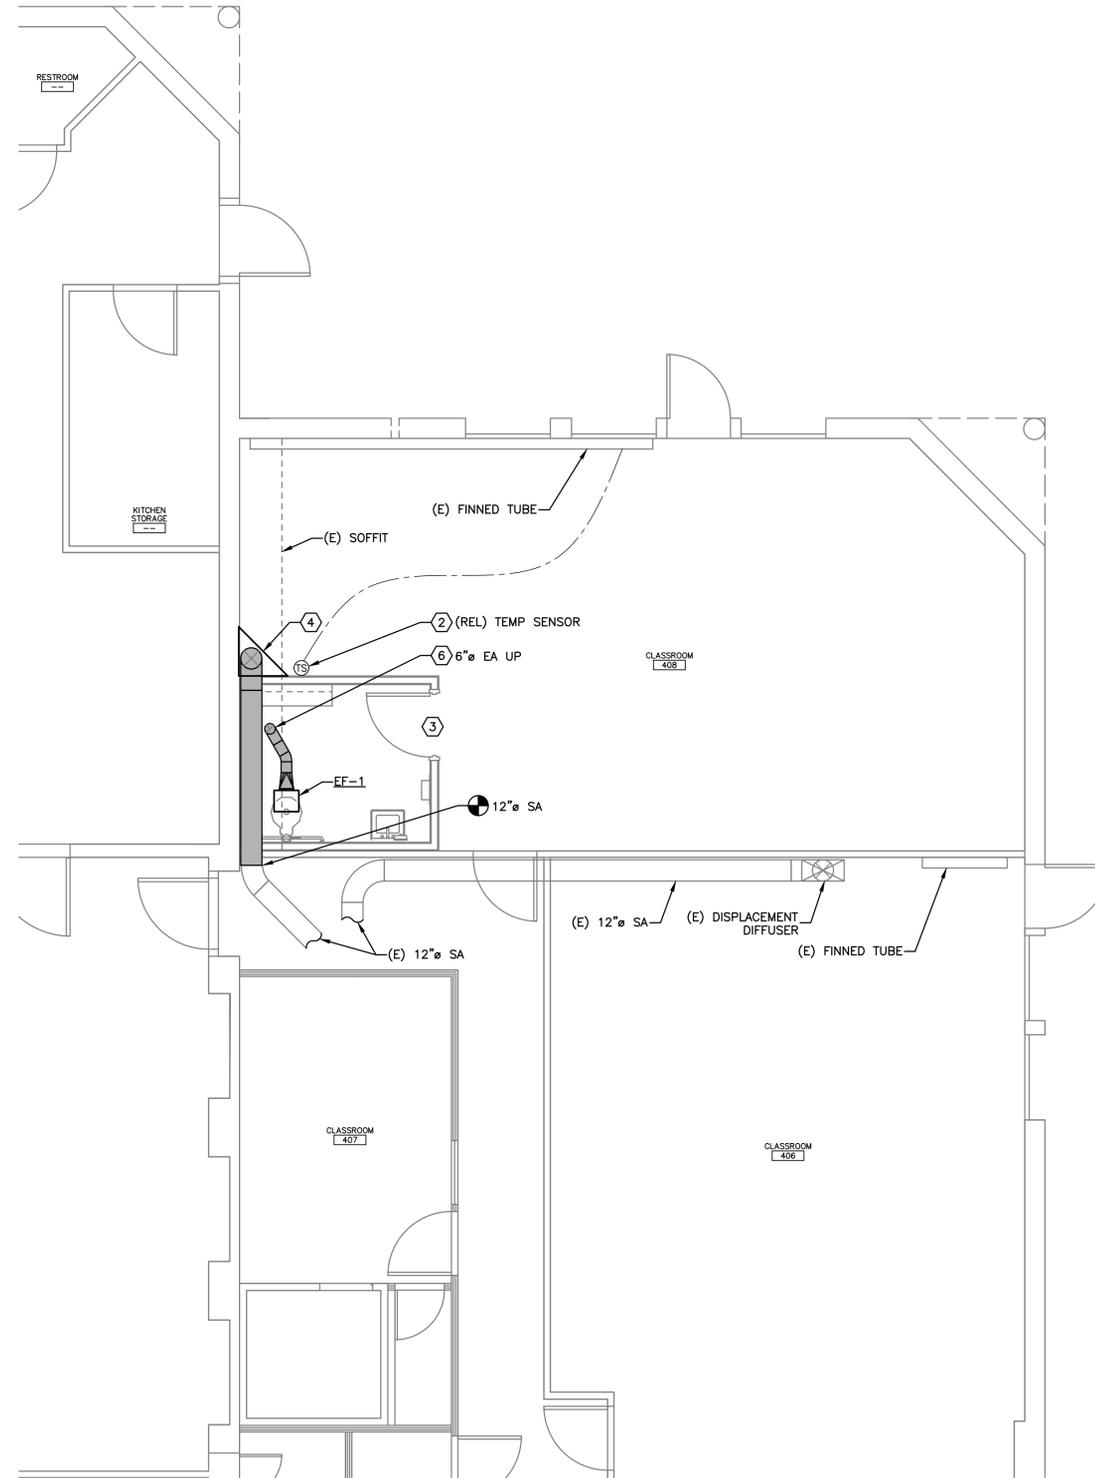 RESTROOM
--
KITCHEN
STORAGE
--
(E) FINNED TUBE
(E) SOFFIT
4
2 (REL) TEMP SENSOR
TS
6 6"ø EA UP
CLASSROOM
408
3
EF-1
12"ø SA
(E) 12"ø SA
(E) DISPLACEMENT
DIFFUSER
(E) FINNED TUBE
(E) 12"ø SA
CLASSROOM
407
CLASSROOM
406